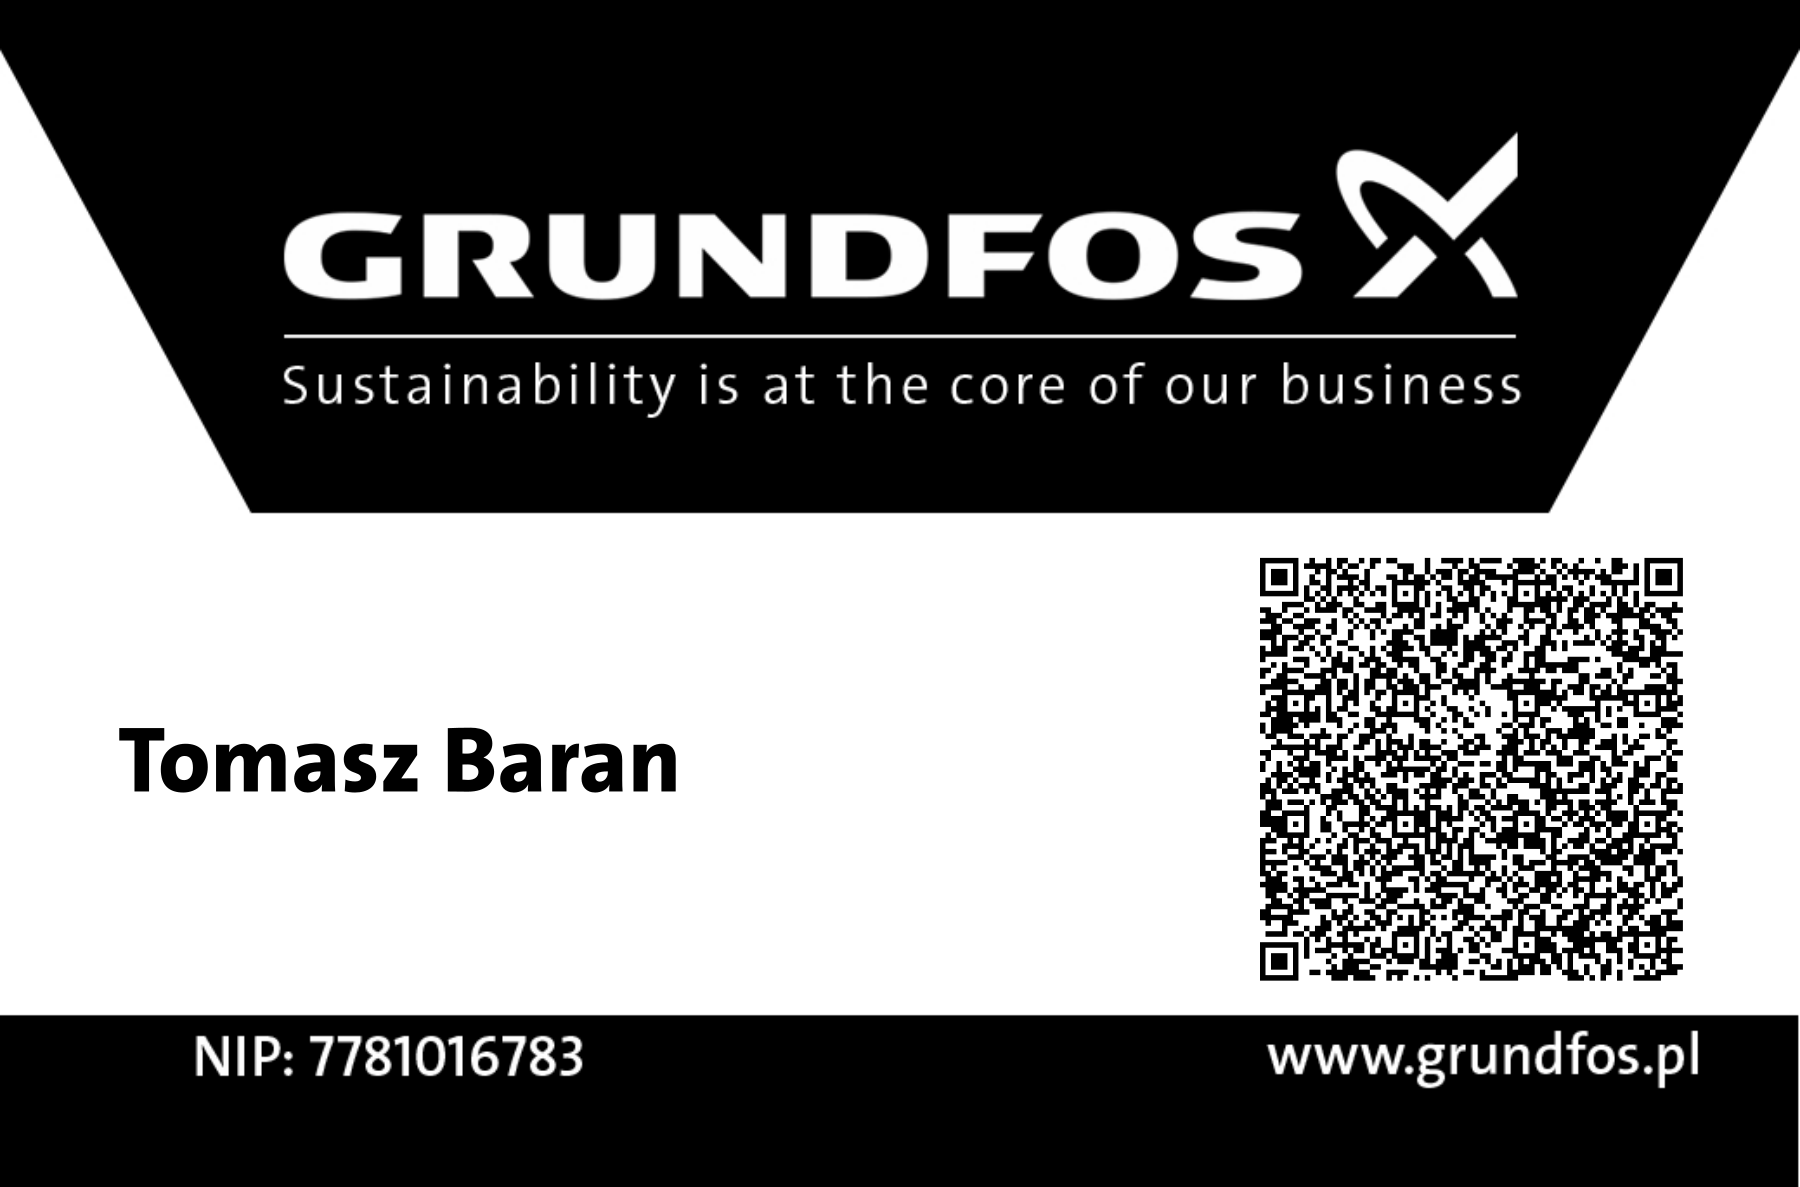 GRUNDFOS
Sustainability is at the core of our business
Tomasz Baran
NIP: 7781016783
www.grundfos.pl